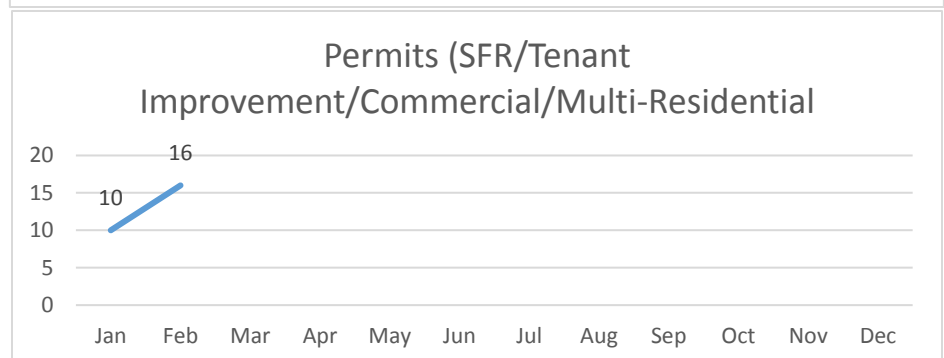 Permits (SFR/Tenant
Improvement/Commercial/Multi-Residential
20
16
15
10
10
5
0
Jan Feb Mar Apr May Jun Jul Aug Sep Oct Nov Dec